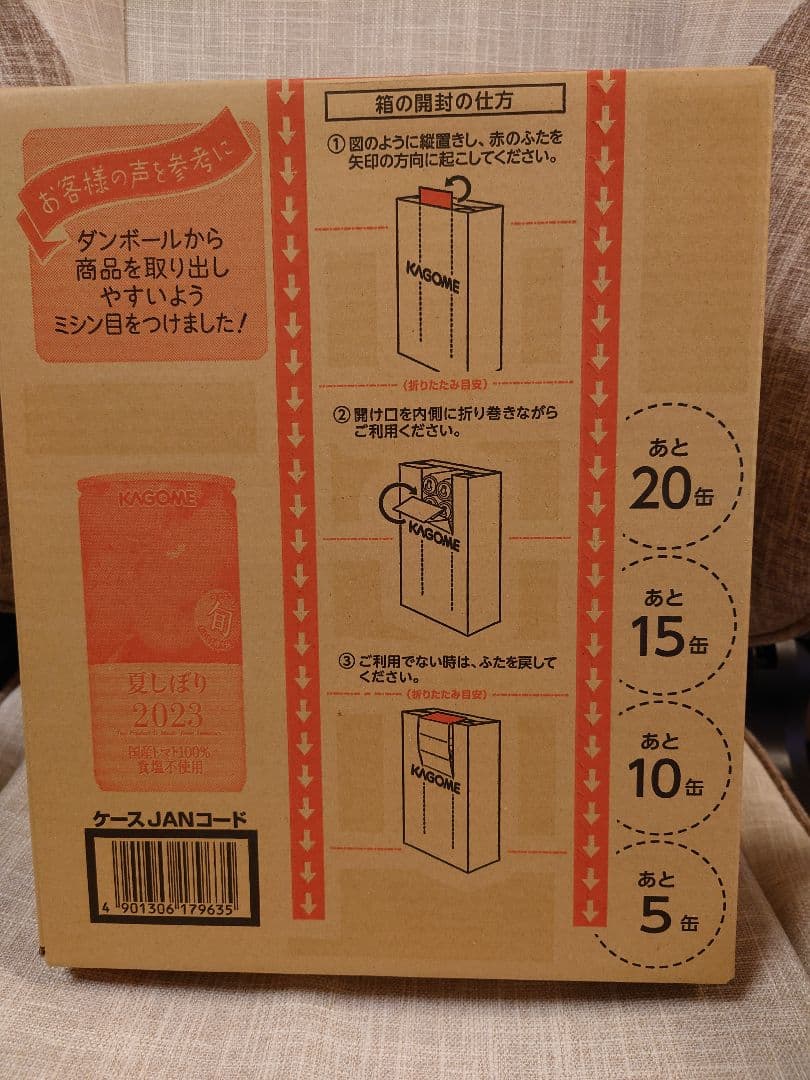 お客様の声を参考に
ダンボールから
商品を取り出し
やすいよう
ミシン目をつけました!
KAGOME
旬
夏しぼり
2023
国産トマト100%
食塩不使用
ケースJANコード
4 901306 179635
箱の開封の仕方
① 図のように縦置きし、赤のふたを
矢印の方向に起こしてください。
KAGOME
(折りたたみ目安)
② 開け口を内側に折り巻きながら
ご利用ください。
KAGOME
③ ご利用でない時は、ふたを戻して
ください。
(折りたたみ目安)
KAGOME
あと
20缶
あと
15缶
あと
10缶
あと
5缶